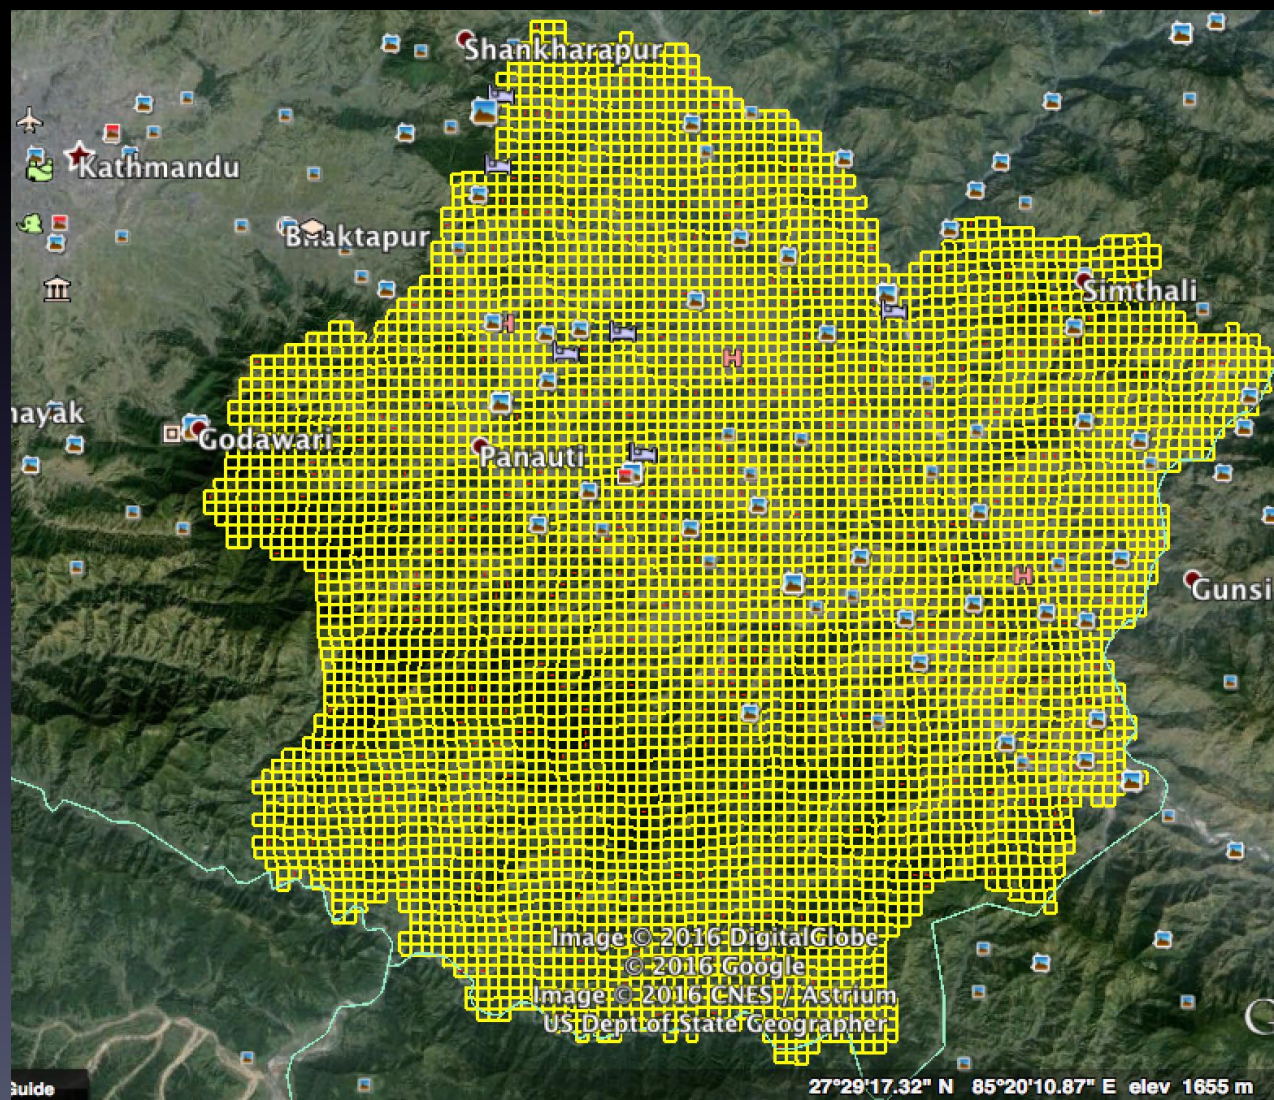 Shankharapur
Kathmandu
Bhaktapur
Simthali
nayak
Godawari
Panauti
Gunsi
Image © 2016 DigitalGlobe
© 2016 Google
Image © 2016 CNES / Astrium
US Dept of State Geographer
G
Guide
27°29'17.32" N 85°20'10.87" E elev 1655 m